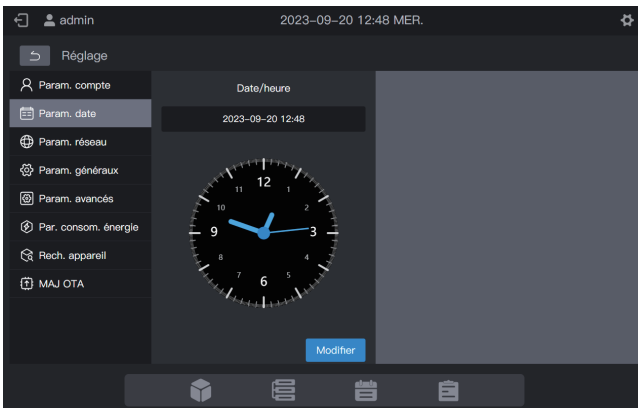 admin
2023-09-20 12:48 MER.
Réglage
Param. compte
Param. date
Param. réseau
Param. généraux
Param. avancés
Par. consom. énergie
Rech. appareil
MAJ OTA
Date/heure
2023-09-20 12:48
12
1
2
3
4
5
6
7
8
9
10
11
Modifier